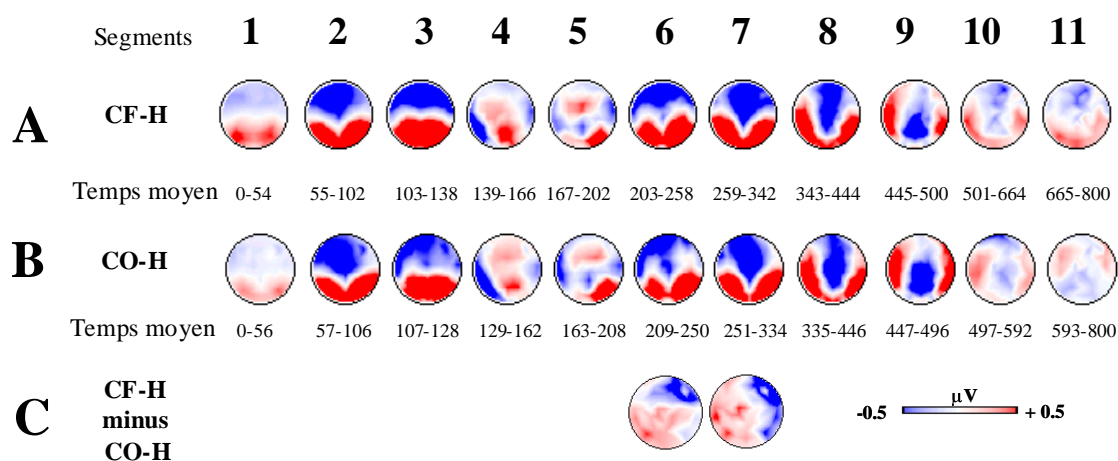 Segments 1 2 3 4 5 6 7 8 9 10 11
A CF-H
Temps moyen 0-54 55-102 103-138 139-166 167-202 203-258 259-342 343-444 445-500 501-664 665-800
B CO-H
Temps moyen 0-56 57-106 107-128 129-162 163-208 209-250 251-334 335-446 447-496 497-592 593-800
C
CF-H
minus
CO-H
µV
-0.5 + 0.5